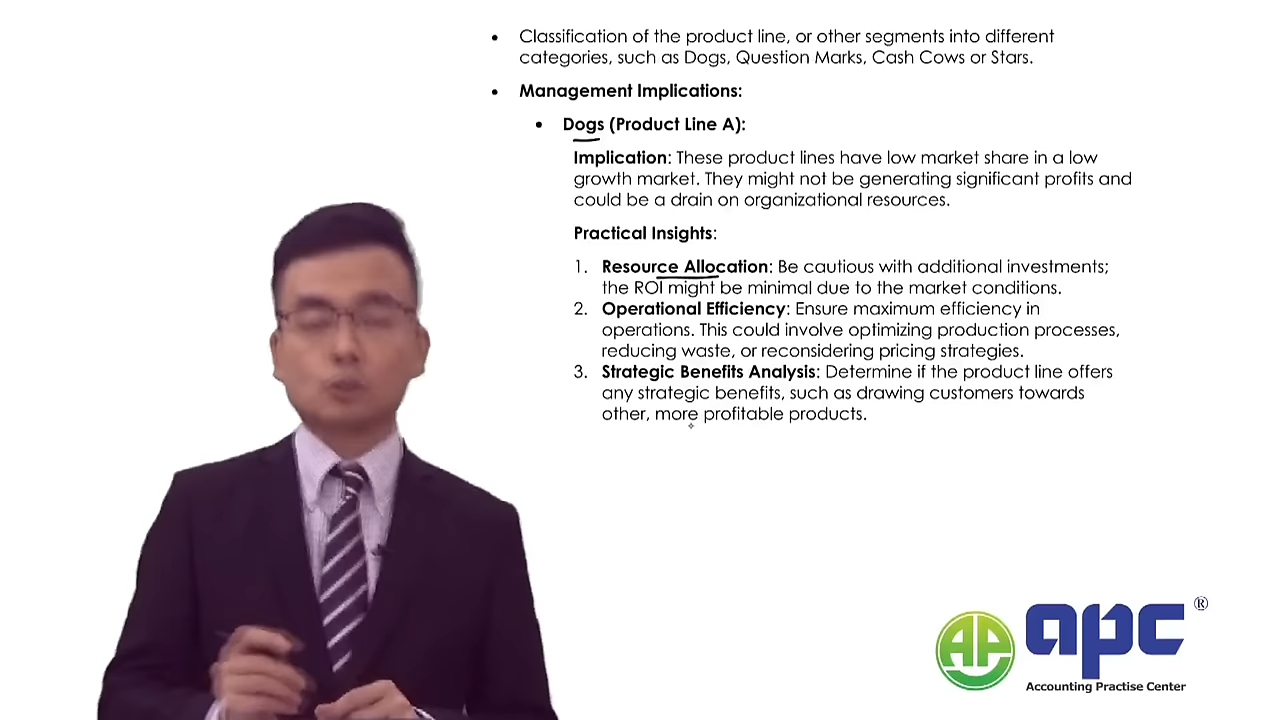 • Classification of the product line, or other segments into different
categories, such as Dogs, Question Marks, Cash Cows or Stars.
• Management Implications:
• Dogs (Product Line A):
Implication: These product lines have low market share in a low
growth market. They might not be generating significant profits and
could be a drain on organizational resources.
Practical Insights:
1. Resource Allocation: Be cautious with additional investments;
the ROI might be minimal due to the market conditions.
2. Operational Efficiency: Ensure maximum efficiency in
operations. This could involve optimizing production processes,
reducing waste, or reconsidering pricing strategies.
3. Strategic Benefits Analysis: Determine if the product line offers
any strategic benefits, such as drawing customers towards
other, more profitable products.
AP
apc ®
Accounting Practise Center